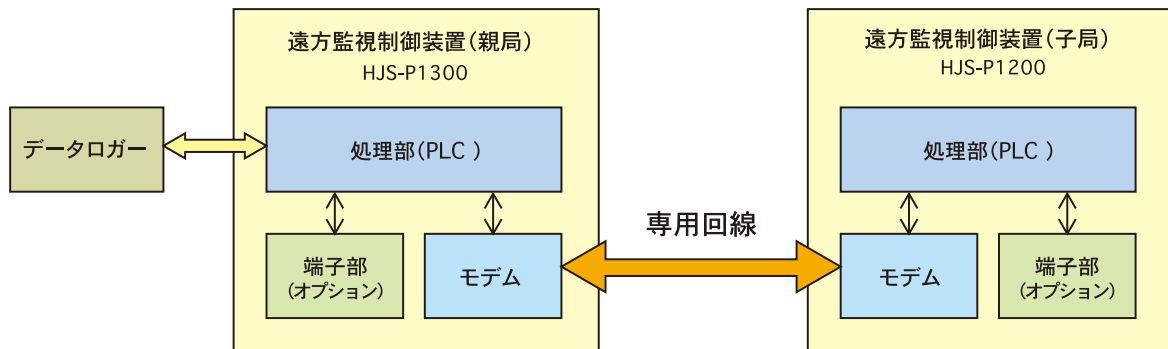 遠方監視制御装置(親局)
HJS-P1300
データロガー
処理部(PLC )
端子部
(オプション)
モデム
専用回線
遠方監視制御装置(子局)
HJS-P1200
処理部(PLC )
モデム
端子部
(オプション)